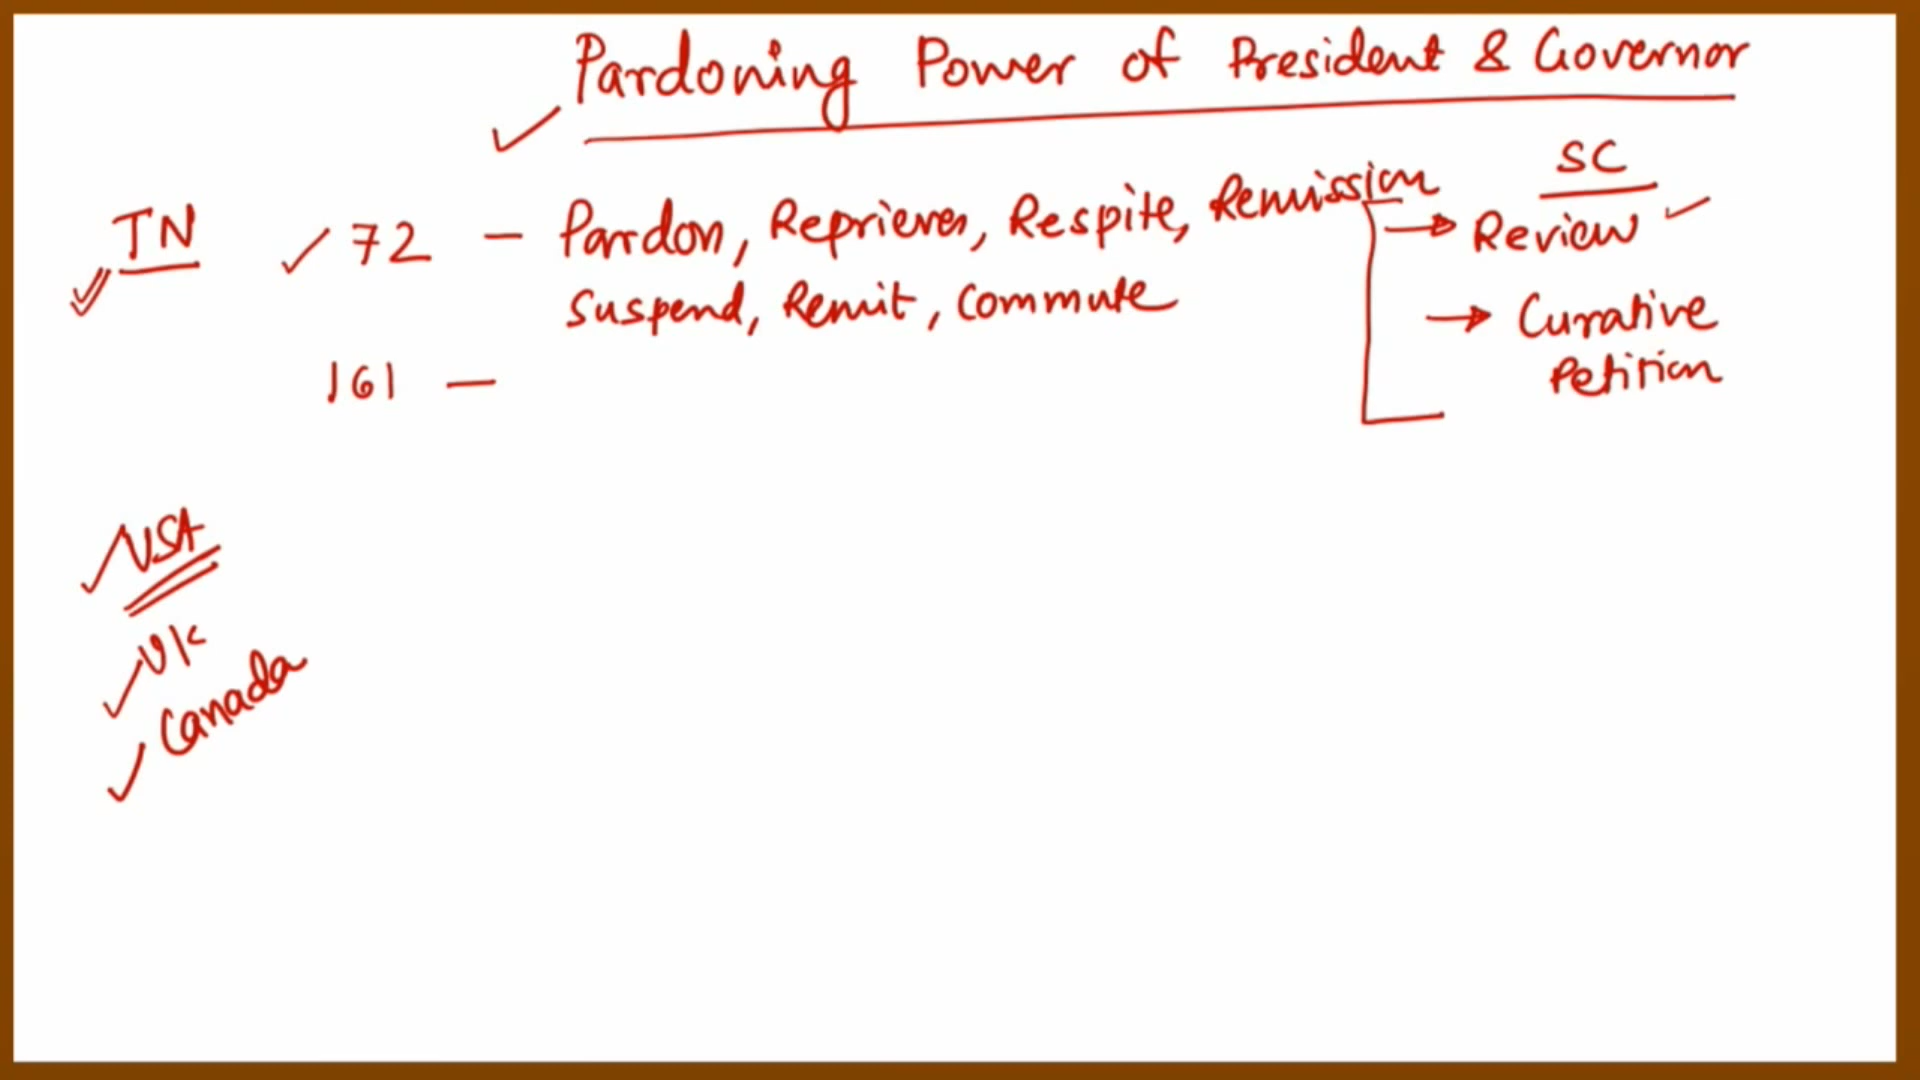 Pardoning Power of President & Governor
SC
TN
72 - Pardon, Reprieves, Respite, Remission
→ Review
Suspend, Remit, Commute
→ Curative
Petition
161 -
USA
UK
Canada